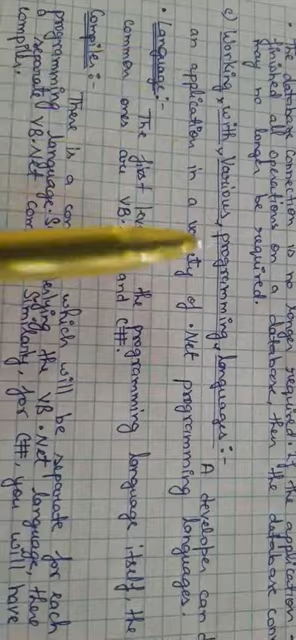 • The database connection is no longer required. If the application
finished all operations on a database, then the database con
may no longer be required.
c) Working with Various programming languages :- A developer can d
an application in a variety of .Net programming languages.
• Language :- The first leve the programming language itself, the
common ones are VB. and C#.
Compiler :- There is a com which will be separate for each
programming language. S erlying the VB.Net language, there
separate VB.Net com Similarly, for C#, you will have
compiler.